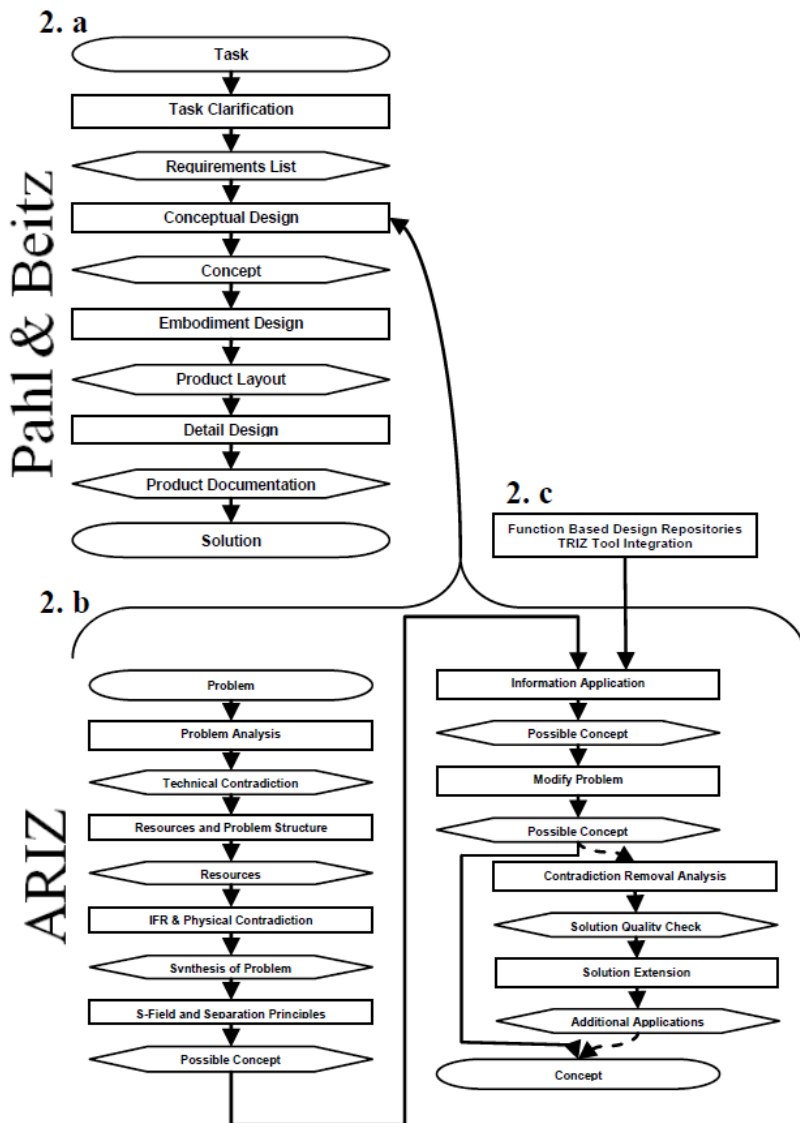 2. a
Task
Task Clarification
Requirements List
Conceptual Design
Concept
Embodiment Design
Product Layout
Detail Design
Product Documentation
Solution
Pahl & Beitz
2. c
Function Based Design Repositories
TRIZ Tool Integration
2. b
Problem
Problem Analysis
Technical Contradiction
Resources and Problem Structure
Resources
IFR & Physical Contradiction
Synthesis of Problem
S-Field and Separation Principles
Possible Concept
ARIZ
Information Application
Possible Concept
Modify Problem
Possible Concept
Contradiction Removal Analysis
Solution Quality Check
Solution Extension
Additional Applications
Concept